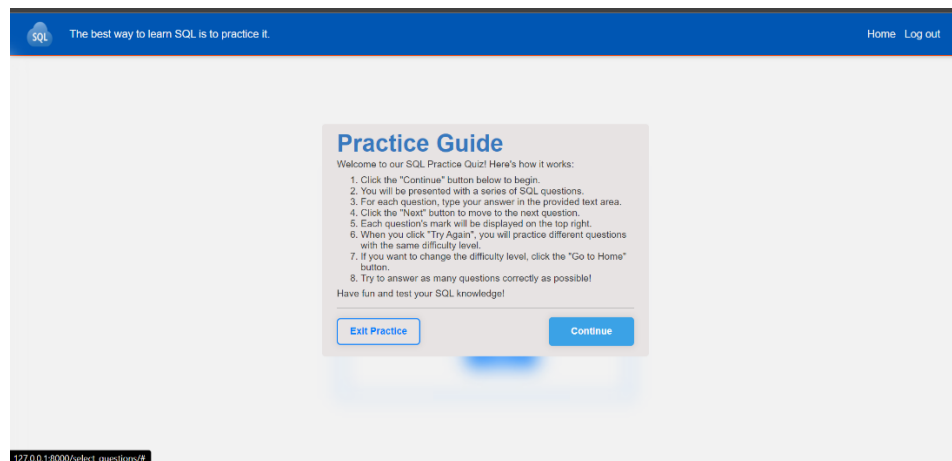 SQL The best way to learn SQL is to practice it. Home Log out
Practice Guide
Welcome to our SQL Practice Quiz! Here's how it works:
1. Click the "Continue" button below to begin.
2. You will be presented with a series of SQL questions.
3. For each question, type your answer in the provided text area.
4. Click the "Next" button to move to the next question.
5. Each question's mark will be displayed on the top right.
6. When you click "Try Again", you will practice different questions
with the same difficulty level.
7. If you want to change the difficulty level, click the "Go to Home"
button.
8. Try to answer as many questions correctly as possible!
Have fun and test your SQL knowledge!
Exit Practice Continue
127.0.0.1:8000/select_questions/#